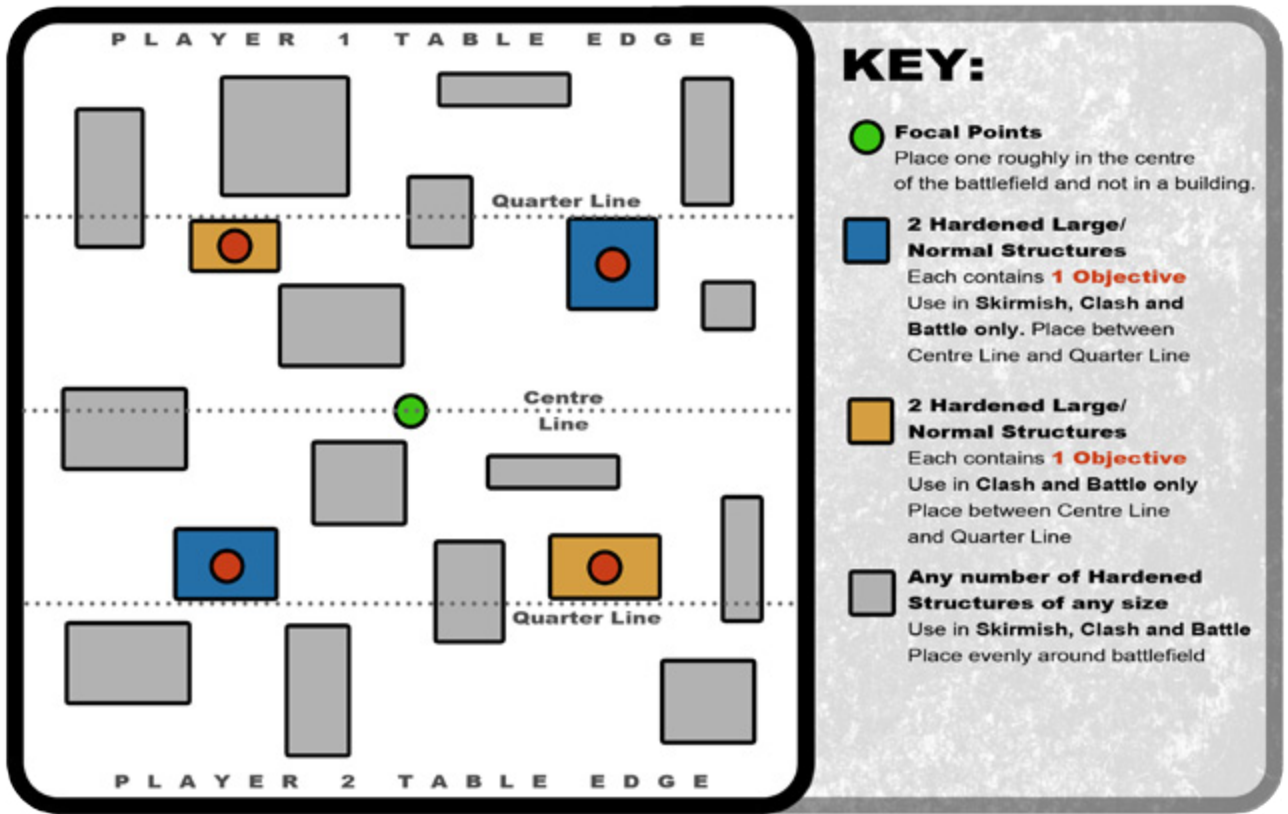 PLAYER 1 TABLE EDGE
Quarter Line
Centre
Line
Quarter Line
PLAYER 2 TABLE EDGE
KEY:
Focal Points
Place one roughly in the centre
of the battlefield and not in a building.
2 Hardened Large/
Normal Structures
Each contains 1 Objective
Use in Skirmish, Clash and
Battle only. Place between
Centre Line and Quarter Line
2 Hardened Large/
Normal Structures
Each contains 1 Objective
Use in Clash and Battle only
Place between Centre Line
and Quarter Line
Any number of Hardened
Structures of any size
Use in Skirmish, Clash and Battle
Place evenly around battlefield